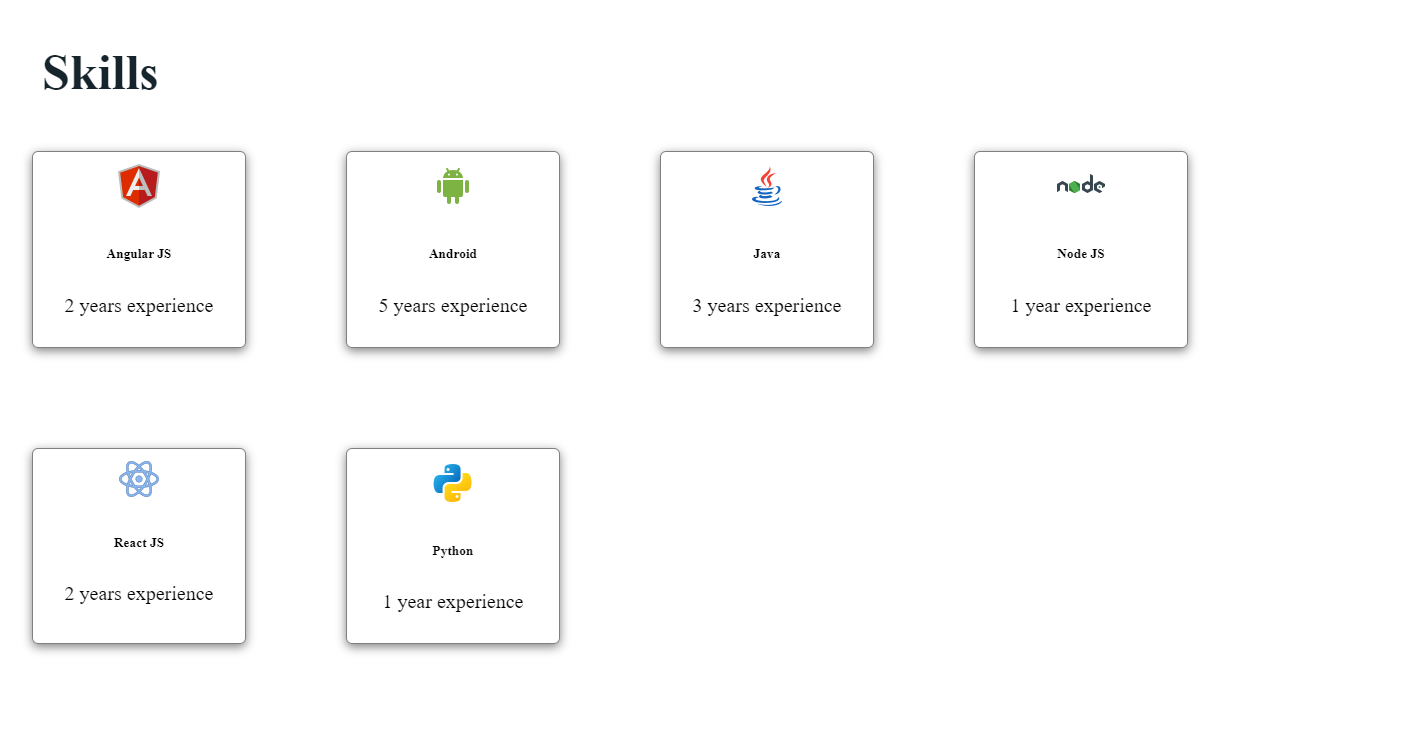 Skills
A
node
Angular JS
Android
Java
Node JS
2 years experience
5 years experience
3 years experience
1 year experience
React JS
Python
2 years experience
1 year experience